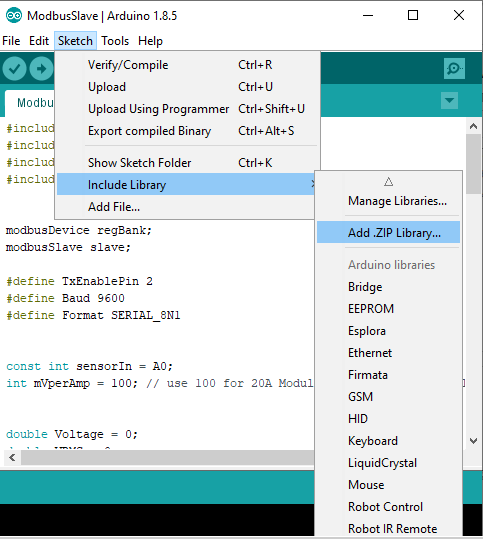 ModbusSlave | Arduino 1.8.5
File Edit Sketch Tools Help
Verify/Compile Ctrl+R
Upload Ctrl+U
Upload Using Programmer Ctrl+Shift+U
Export compiled Binary Ctrl+Alt+S
Show Sketch Folder Ctrl+K
Include Library
Add File...
Manage Libraries...
Add .ZIP Library...
Arduino libraries
Bridge
EEPROM
Esplora
Ethernet
Firmata
GSM
HID
Keyboard
LiquidCrystal
Mouse
Robot Control
Robot IR Remote
Modbus
#includ
#includ
#includ
#includ
modbusDevice regBank;
modbusSlave slave;
#define TxEnablePin 2
#define Baud 9600
#define Format SERIAL_8N1
const int sensorIn = A0;
int mVperAmp = 100; // use 100 for 20A Modul
double Voltage = 0;